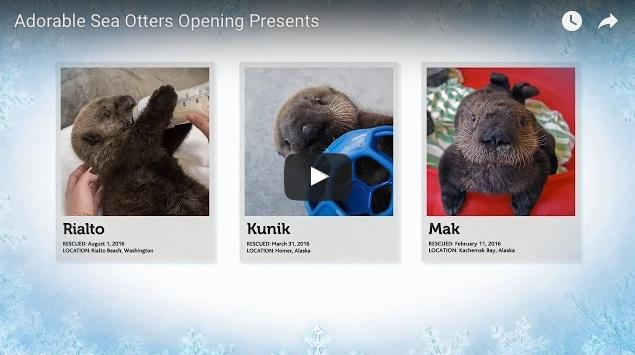 Adorable Sea Otters Opening Presents
Rialto
RESCUED: August 1, 2016
LOCATION: Rialto Beach, Washington
Kunik
RESCUED: March 31, 2016
LOCATION: Homer, Alaska
Mak
RESCUED: February 11, 2016
LOCATION: Kachemak Bay, Alaska